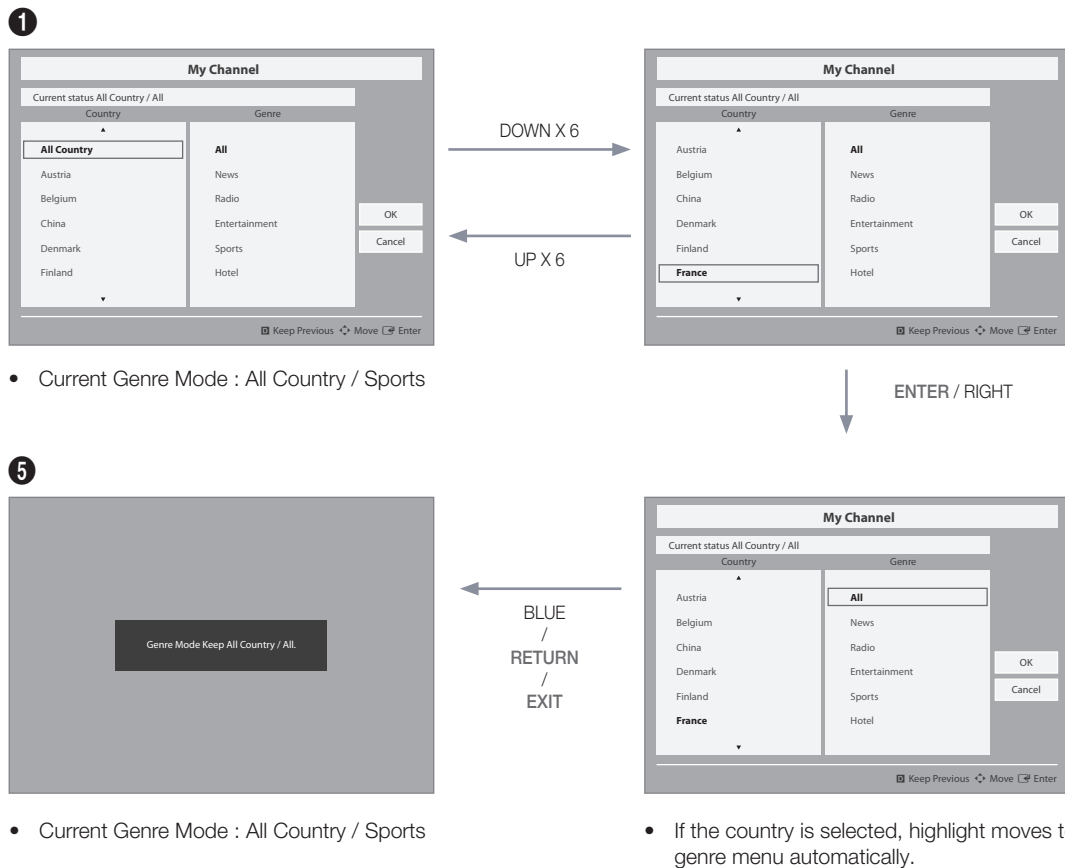 ❶
My Channel
Current status All Country / All
Country Genre
▲
All Country All
Austria News
Belgium Radio
China Entertainment
Denmark Sports
Finland Hotel
▼
OK
Cancel
D Keep Previous Move Enter
DOWN X 6
UP X 6
My Channel
Current status All Country / All
Country Genre
▲
Austria All
Belgium News
China Radio
Denmark Entertainment
Finland Sports
France Hotel
▼
OK
Cancel
D Keep Previous Move Enter
• Current Genre Mode : All Country / Sports
ENTER / RIGHT
❺
Genre Mode Keep All Country / All.
BLUE
/
RETURN
/
EXIT
My Channel
Current status All Country / All
Country Genre
▲
Austria All
Belgium News
China Radio
Denmark Entertainment
Finland Sports
France Hotel
▼
OK
Cancel
D Keep Previous Move Enter
• Current Genre Mode : All Country / Sports
• If the country is selected, highlight moves
genre menu automatically.